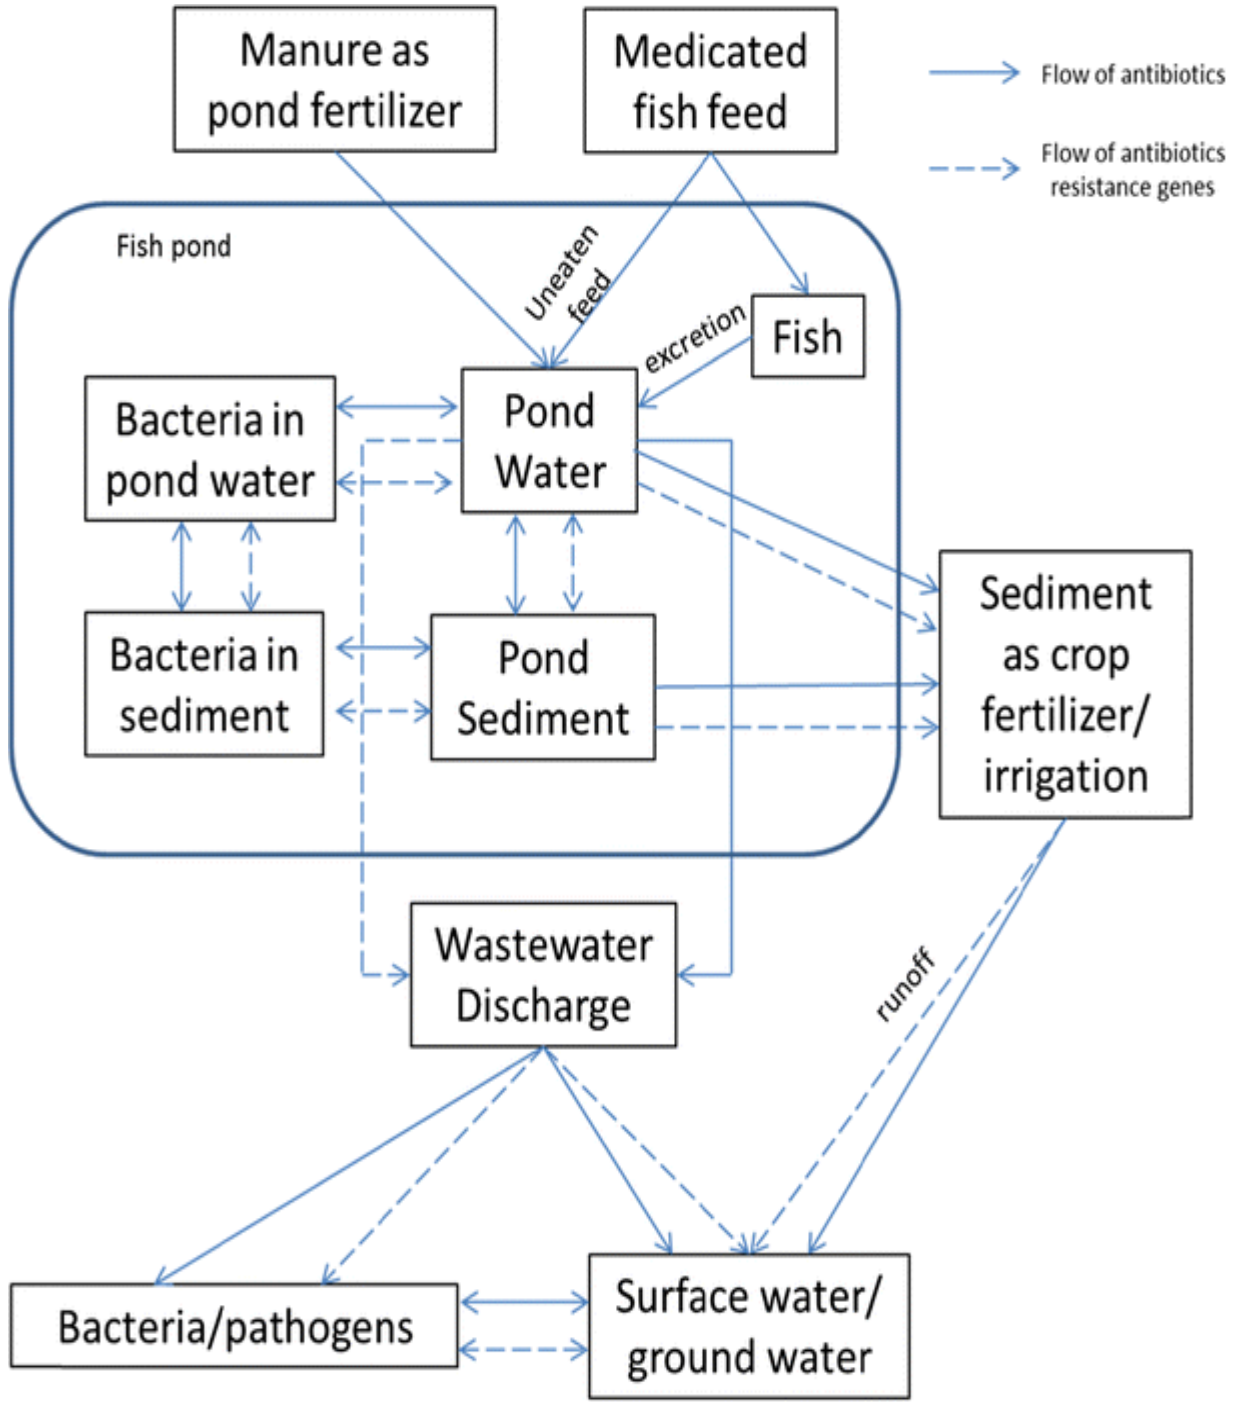 Manure as
pond fertilizer
Medicated
fish feed
Flow of antibiotics
Flow of antibiotics
resistance genes
Fish pond
Uneaten
feed
excretion
Fish
Bacteria in
pond water
Pond
Water
Bacteria in
sediment
Pond
Sediment
Sediment
as crop
fertilizer/
irrigation
Wastewater
Discharge
runoff
Bacteria/pathogens
Surface water/
ground water